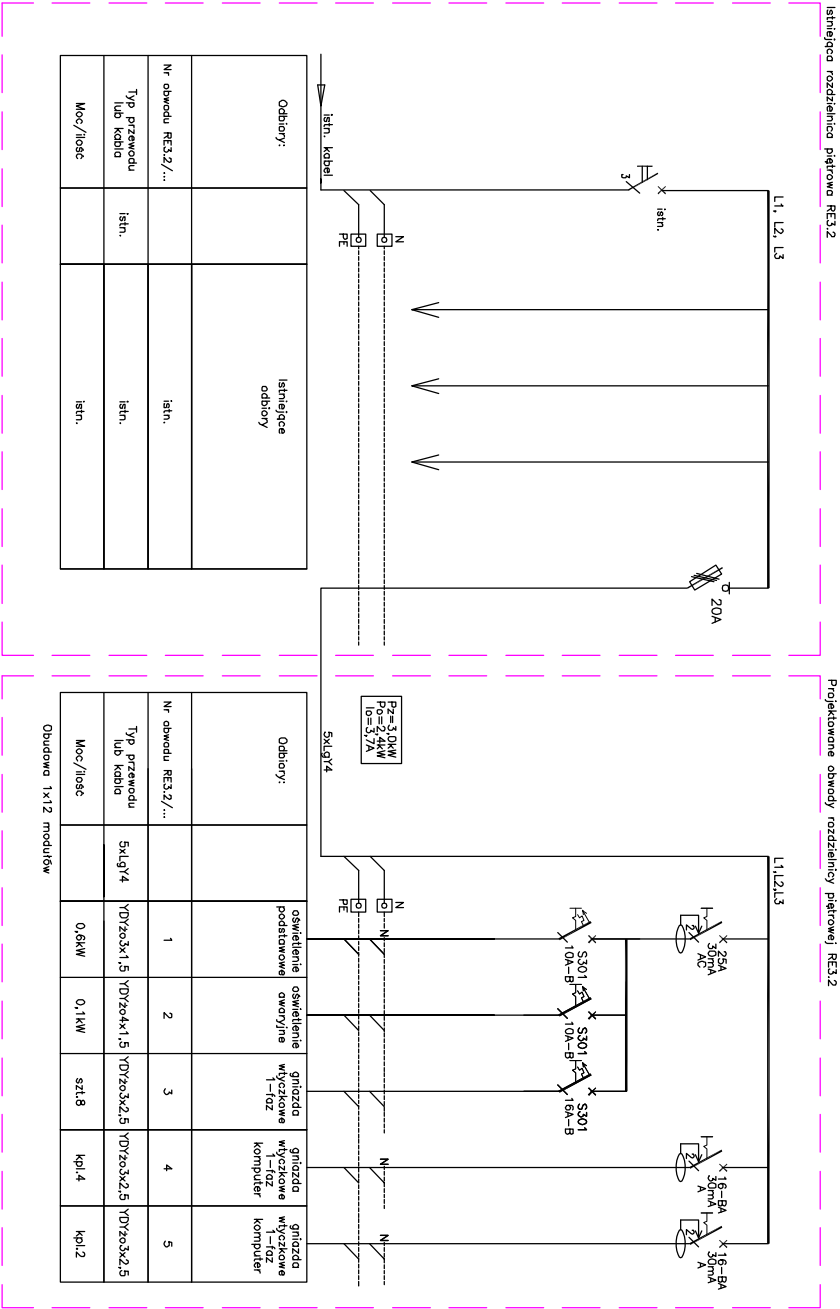 Istniejąca rozdzielnica piętrowa RE3.2
L1, L2, L3
istn.
3
20A
istn. kabel
N
PE
Odbiory:
Istniejące
odbiory
Nr obwodu RE3.2/...
istn.
Typ przewodu
lub kabla
istn.
istn.
Moc/ilość
istn.
Projektowane obwody rozdzielnicy piętrowej RE3.2
L1,L2,L3
25A
30mA
AC
2
16-BA
30mA
A
2
16-BA
30mA
A
2
S301
10A-B
S301
10A-B
S301
16A-B
Pz=3,0kW
Po=2,4kW
Io=3,7A
5xLgY4
N
PE
N
N
N
Odbiory:
oświetlenie
podstawowe
oświetlenie
awaryjne
gniazda
wtyczkowe
1-faz
gniazda
wtyczkowe
1-faz
komputer
gniazda
wtyczkowe
1-faz
komputer
Nr obwodu RE3.2/...
1
2
3
4
5
Typ przewodu
lub kabla
5xLgY4
YDYżo3x1,5
YDYżo4x1,5
YDYżo3x2,5
YDYżo3x2,5
YDYżo3x2,5
Moc/ilość
0,6kW
0,1kW
szt.8
kpl.4
kpl.2
Obudowa 1x12 modułów